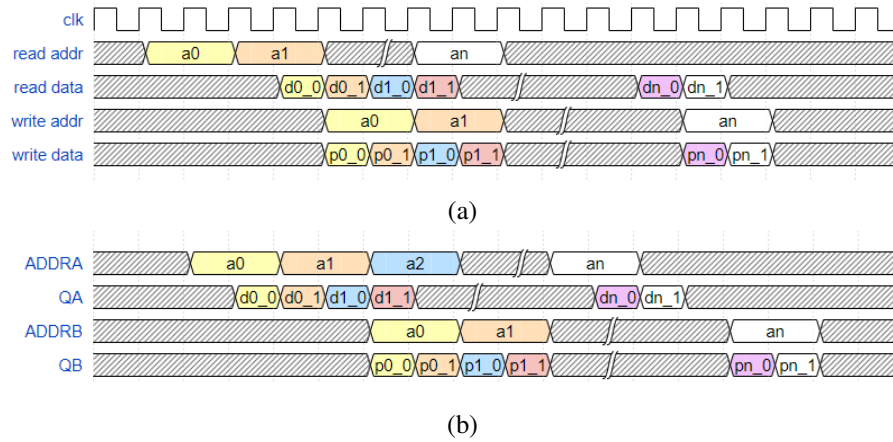 clk
read addr a0 a1 an
read data d0_0 d0_1 d1_0 d1_1 dn_0 dn_1
write addr a0 a1 an
write data p0_0 p0_1 p1_0 p1_1 pn_0 pn_1
(a)
ADDRA a0 a1 a2 an
QA d0_0 d0_1 d1_0 d1_1 dn_0 dn_1
ADDRB a0 a1 an
QB p0_0 p0_1 p1_0 p1_1 pn_0 pn_1
(b)